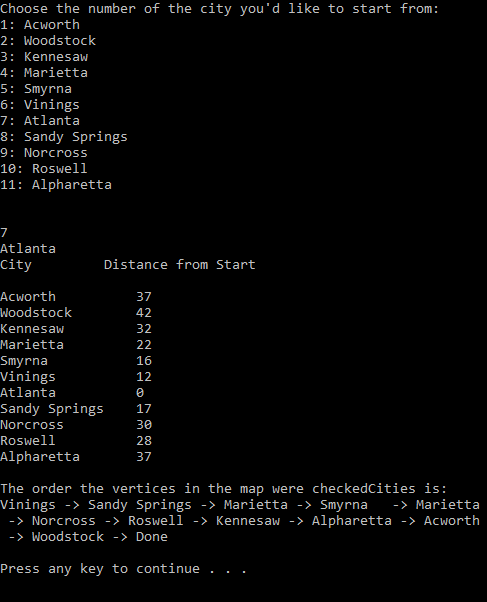 Choose the number of the city you'd like to start from:
1: Acworth
2: Woodstock
3: Kennesaw
4: Marietta
5: Smyrna
6: Vinings
7: Atlanta
8: Sandy Springs
9: Norcross
10: Roswell
11: Alpharetta
7
Atlanta
City         Distance from Start
Acworth          37
Woodstock        42
Kennesaw         32
Marietta         22
Smyrna           16
Vinings          12
Atlanta          0
Sandy Springs    17
Norcross         30
Roswell          28
Alpharetta       37
The order the vertices in the map were checkedCities is:
Vinings -> Sandy Springs -> Marietta -> Smyrna   -> Marietta
 -> Norcross -> Roswell -> Kennesaw -> Alpharetta -> Acworth
 -> Woodstock -> Done
Press any key to continue . . .